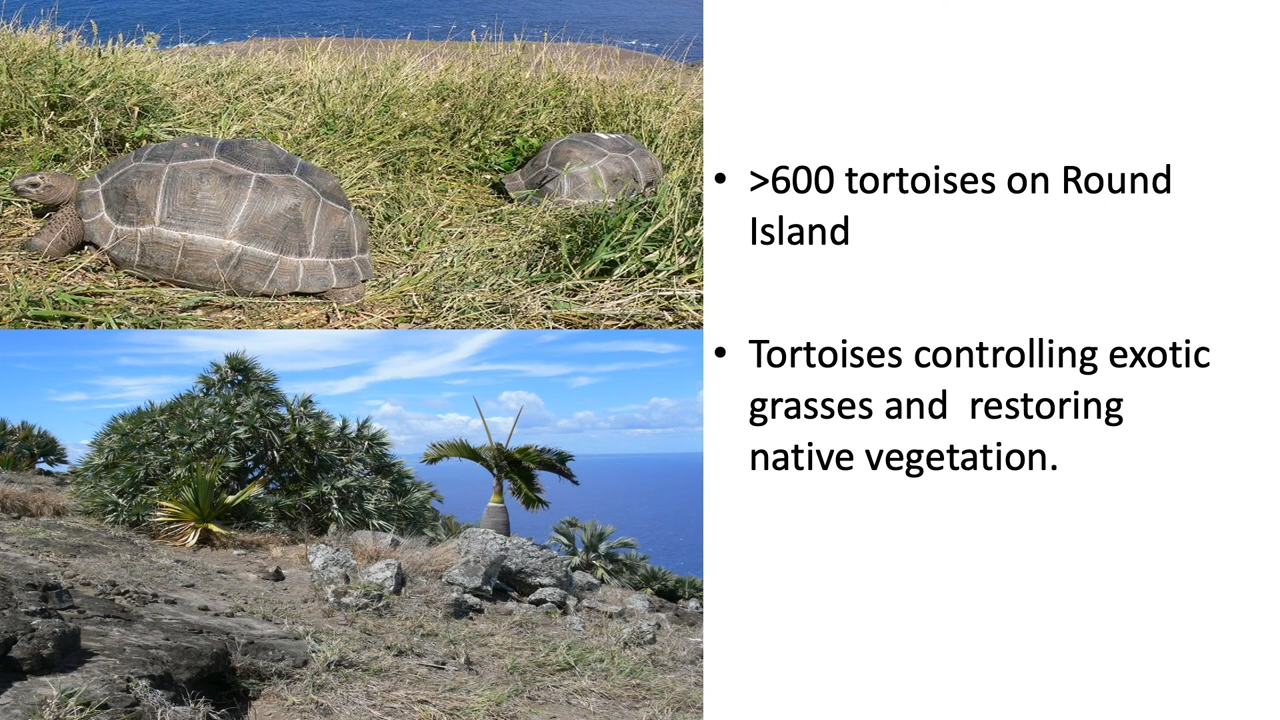 • >600 tortoises on Round
Island
• Tortoises controlling exotic
grasses and  restoring
native vegetation.